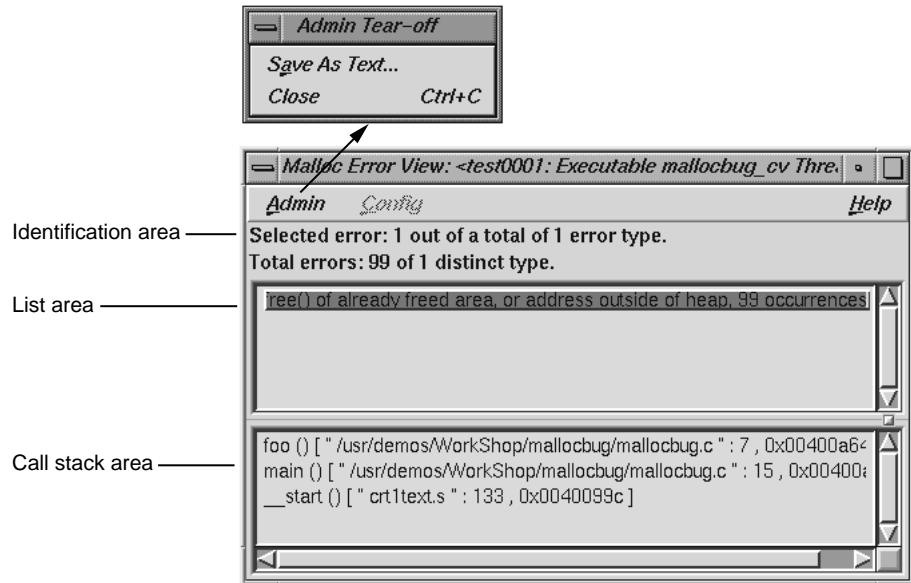 Admin Tear-off
Save As Text...
Close Ctrl+C
Malloc Error View: <test0001: Executable mallocbug_cv Thre
Admin Config Help
Identification area
Selected error: 1 out of a total of 1 error type.
Total errors: 99 of 1 distinct type.
List area
ree() of already freed area, or address outside of heap, 99 occurrences
Call stack area
foo () [ " /usr/demos/WorkShop/mallocbug/mallocbug.c " : 7 , 0x00400a64
main () [ " /usr/demos/WorkShop/mallocbug/mallocbug.c " : 15 , 0x00400a
__start () [ " crt1text.s " : 133 , 0x0040099c ]